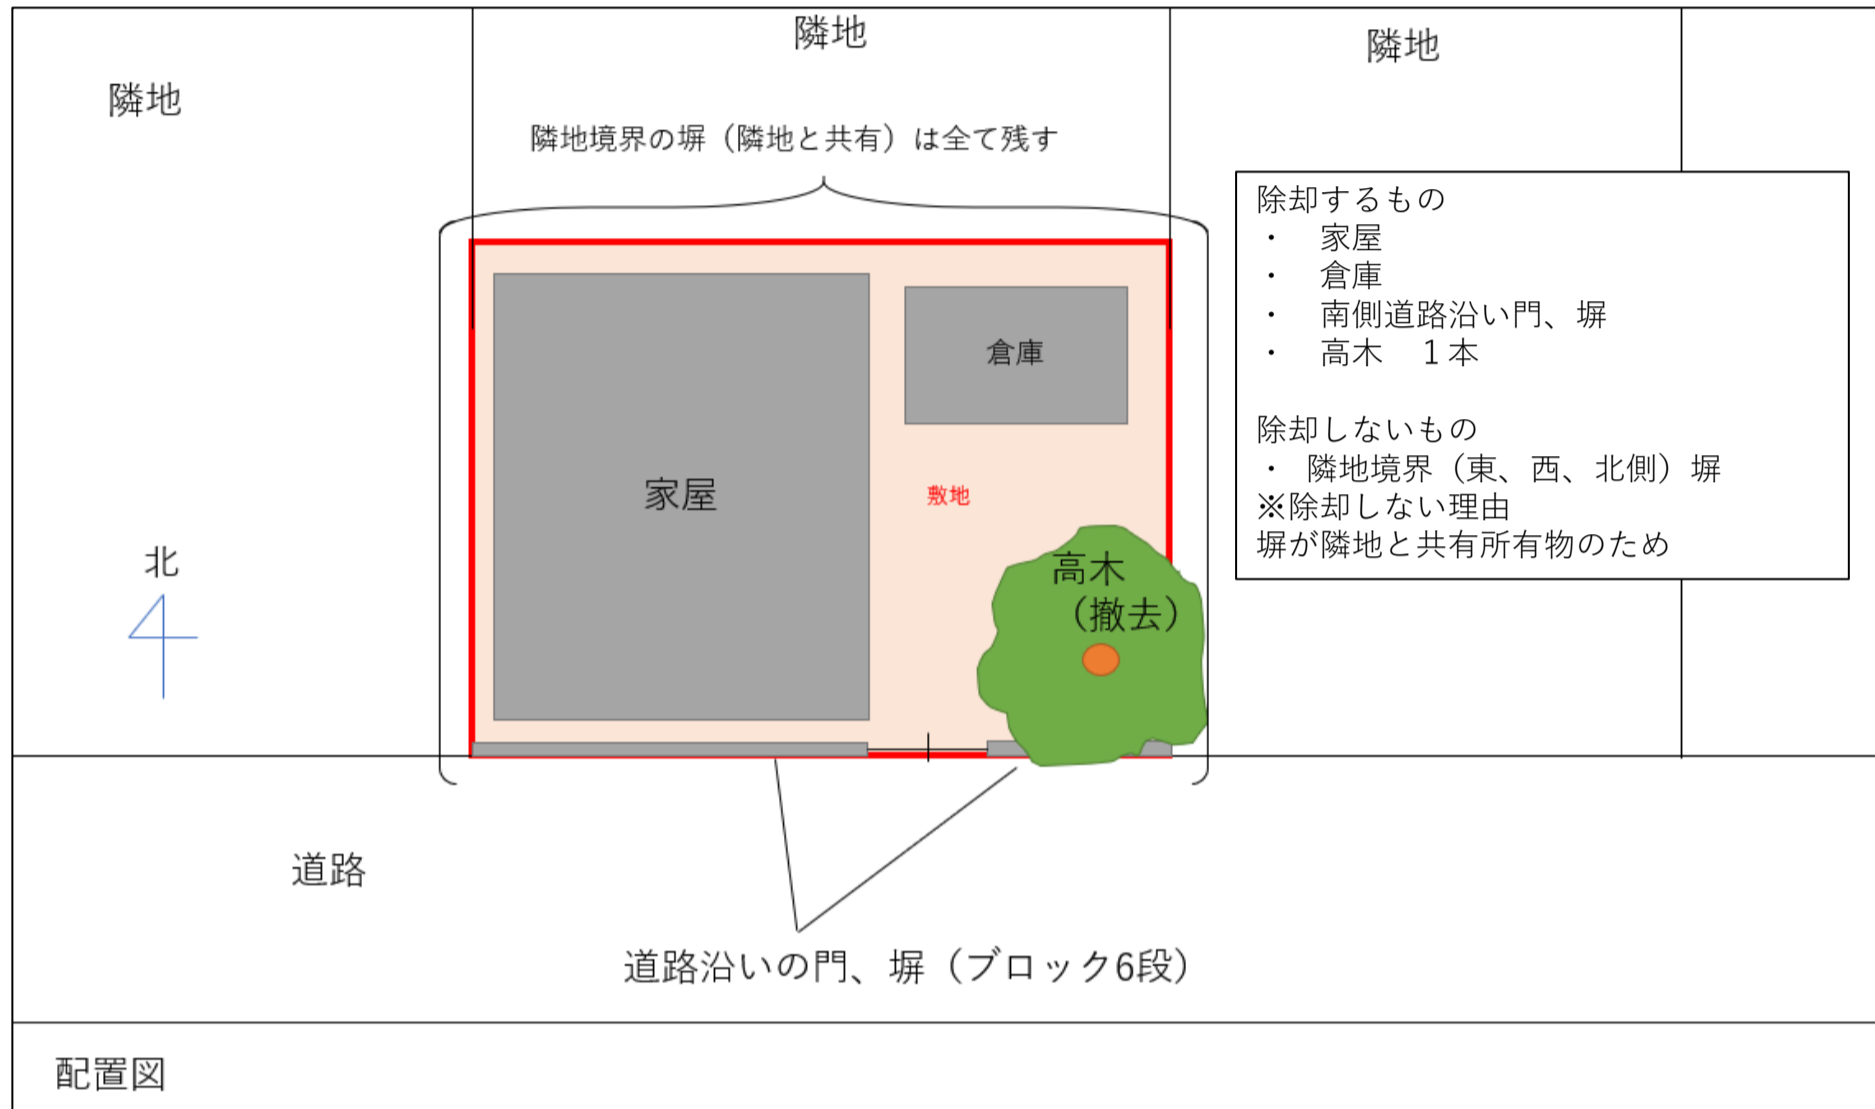 隣地
隣地
隣地
隣地境界の塀（隣地と共有）は全て残す
除却するもの
・　家屋
・　倉庫
・　南側道路沿い門、塀
・　高木　１本
除却しないもの
・ 隣地境界（東、西、北側）塀
※除却しない理由
塀が隣地と共有所有物のため
倉庫
家屋
敷地
高木
（撤去）
北
道路
道路沿いの門、塀（ブロック6段）
配置図